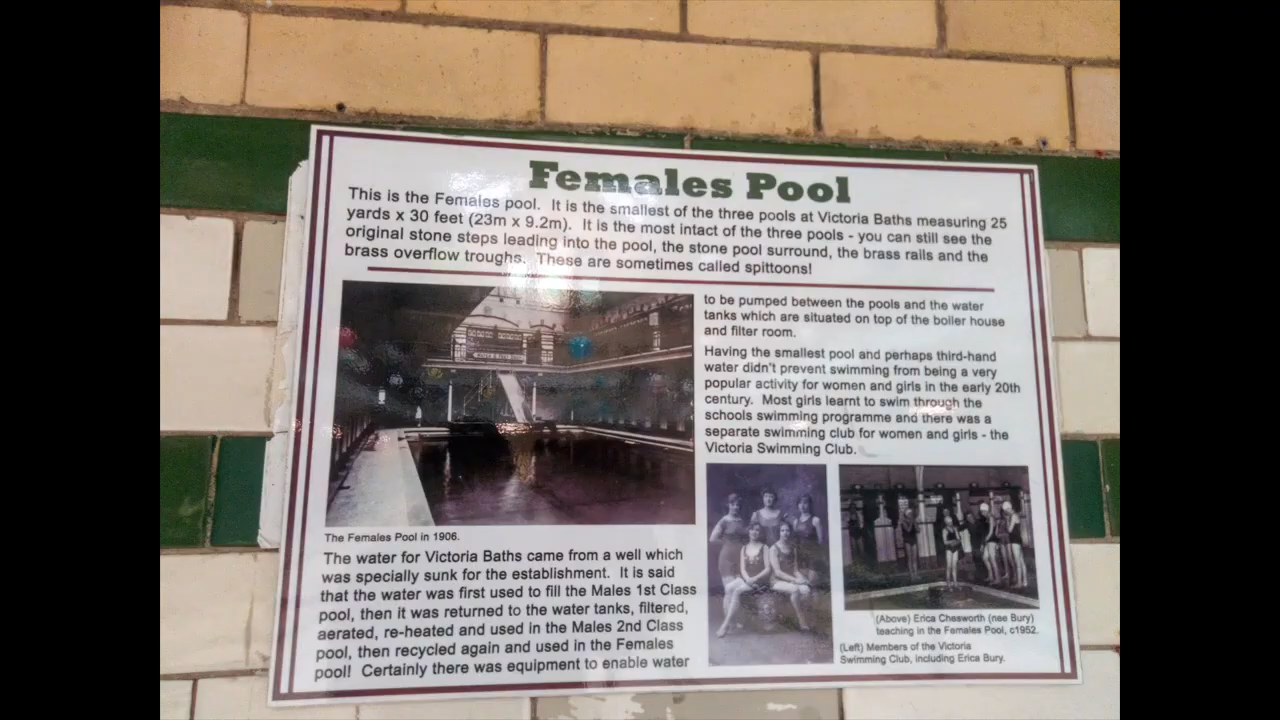 Females Pool
This is the Females pool. It is the smallest of the three pools at Victoria Baths measuring 25
yards x 30 feet (23m x 9.2m). It is the most intact of the three pools - you can still see the
original stone steps leading into the pool, the stone pool surround, the brass rails and the
brass overflow troughs. These are sometimes called spittoons!
The Females Pool in 1906.
The water for Victoria Baths came from a well which
was specially sunk for the establishment. It is said
that the water was first used to fill the Males 1st Class
pool, then it was returned to the water tanks, filtered,
aerated, re-heated and used in the Males 2nd Class
pool, then recycled again and used in the Females
pool! Certainly there was equipment to enable water
to be pumped between the pools and the water
tanks which are situated on top of the boiler house
and filter room.
Having the smallest pool and perhaps third-hand
water didn't prevent swimming from being a very
popular activity for women and girls in the early 20th
century. Most girls learnt to swim through the
schools swimming programme and there was a
separate swimming club for women and girls - the
Victoria Swimming Club.
(Above) Erica Chesworth (nee Bury)
teaching in the Females Pool, c1952.
(Left) Members of the Victoria
Swimming Club, including Erica Bury.